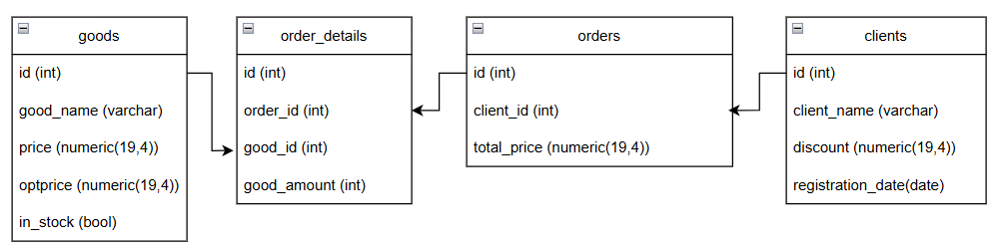 goods
id (int)
good_name (varchar)
price (numeric(19,4))
optprice (numeric(19,4))
in_stock (bool)
order_details
id (int)
order_id (int)
good_id (int)
good_amount (int)
orders
id (int)
client_id (int)
total_price (numeric(19,4))
clients
id (int)
client_name (varchar)
discount (numeric(19,4))
registration_date(date)